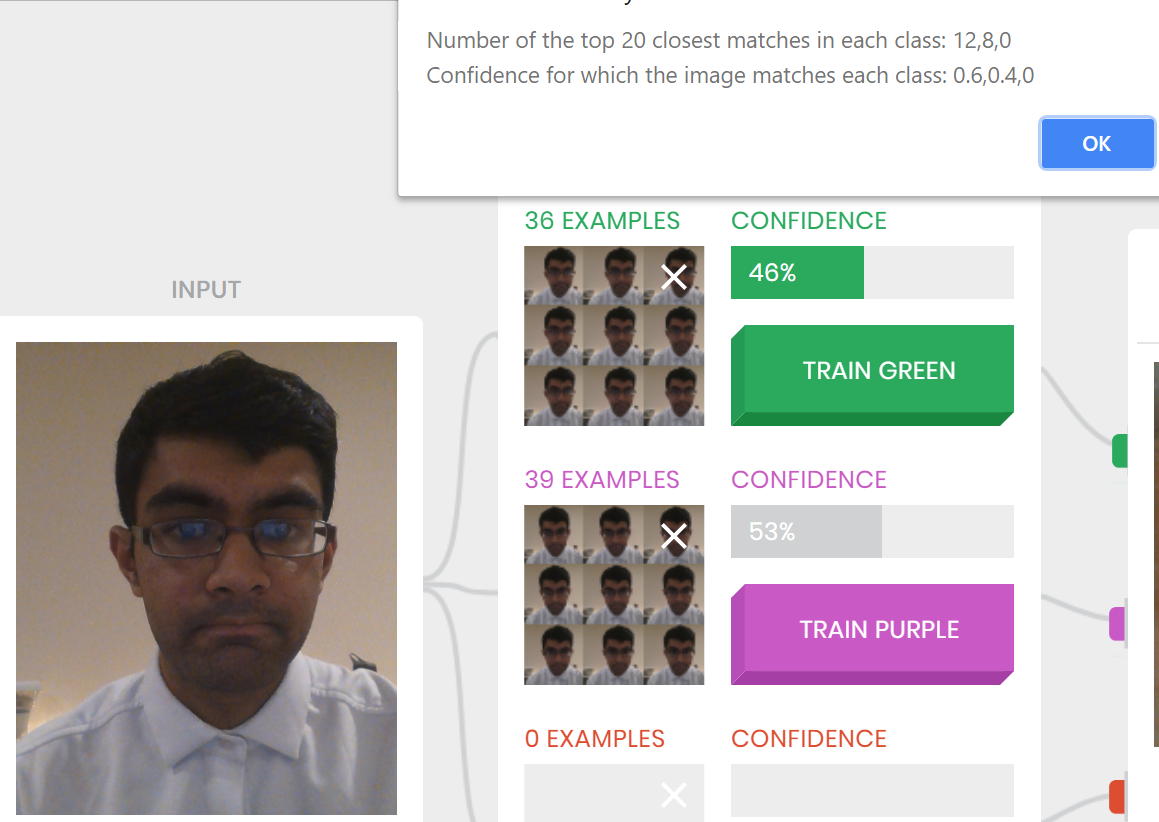 Number of the top 20 closest matches in each class: 12,8,0
Confidence for which the image matches each class: 0.6,0.4,0
OK
INPUT
36 EXAMPLES
CONFIDENCE
46%
TRAIN GREEN
39 EXAMPLES
CONFIDENCE
53%
TRAIN PURPLE
0 EXAMPLES
CONFIDENCE